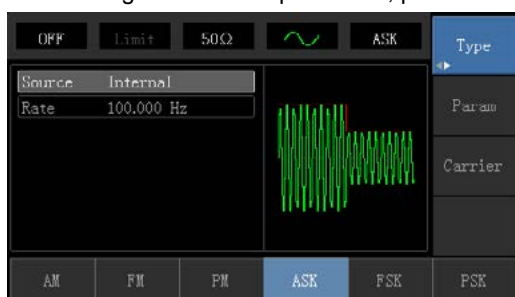 OFF Limit 50Ω ASK Type
Source Internal
Rate 100.000 Hz
Param
Carrier
AM FM PM ASK FSK PSK